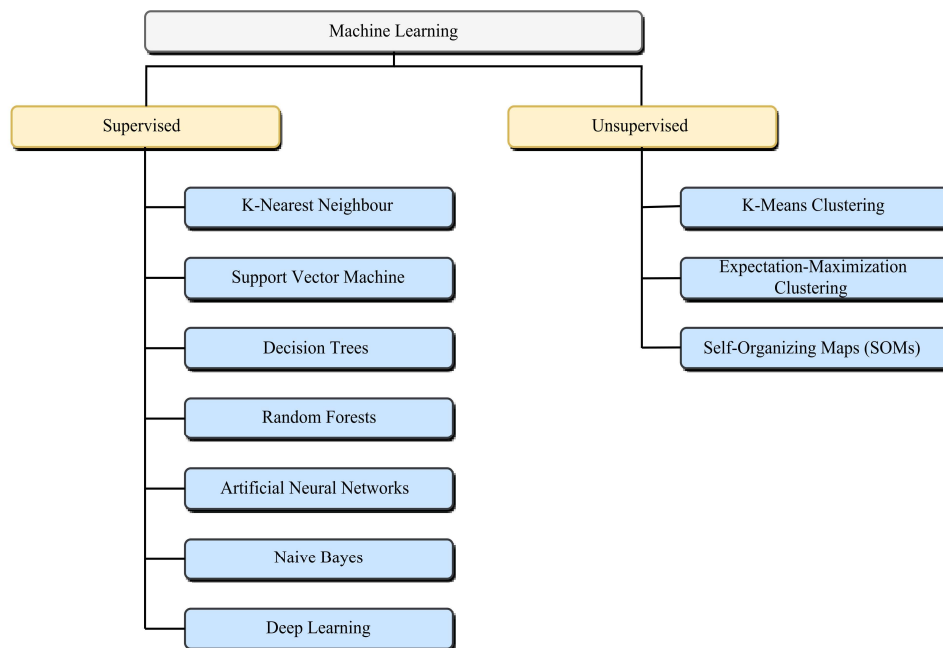 Machine Learning
Supervised
Unsupervised
K-Nearest Neighbour
Support Vector Machine
Decision Trees
Random Forests
Artificial Neural Networks
Naive Bayes
Deep Learning
K-Means Clustering
Expectation-Maximization
Clustering
Self-Organizing Maps (SOMs)